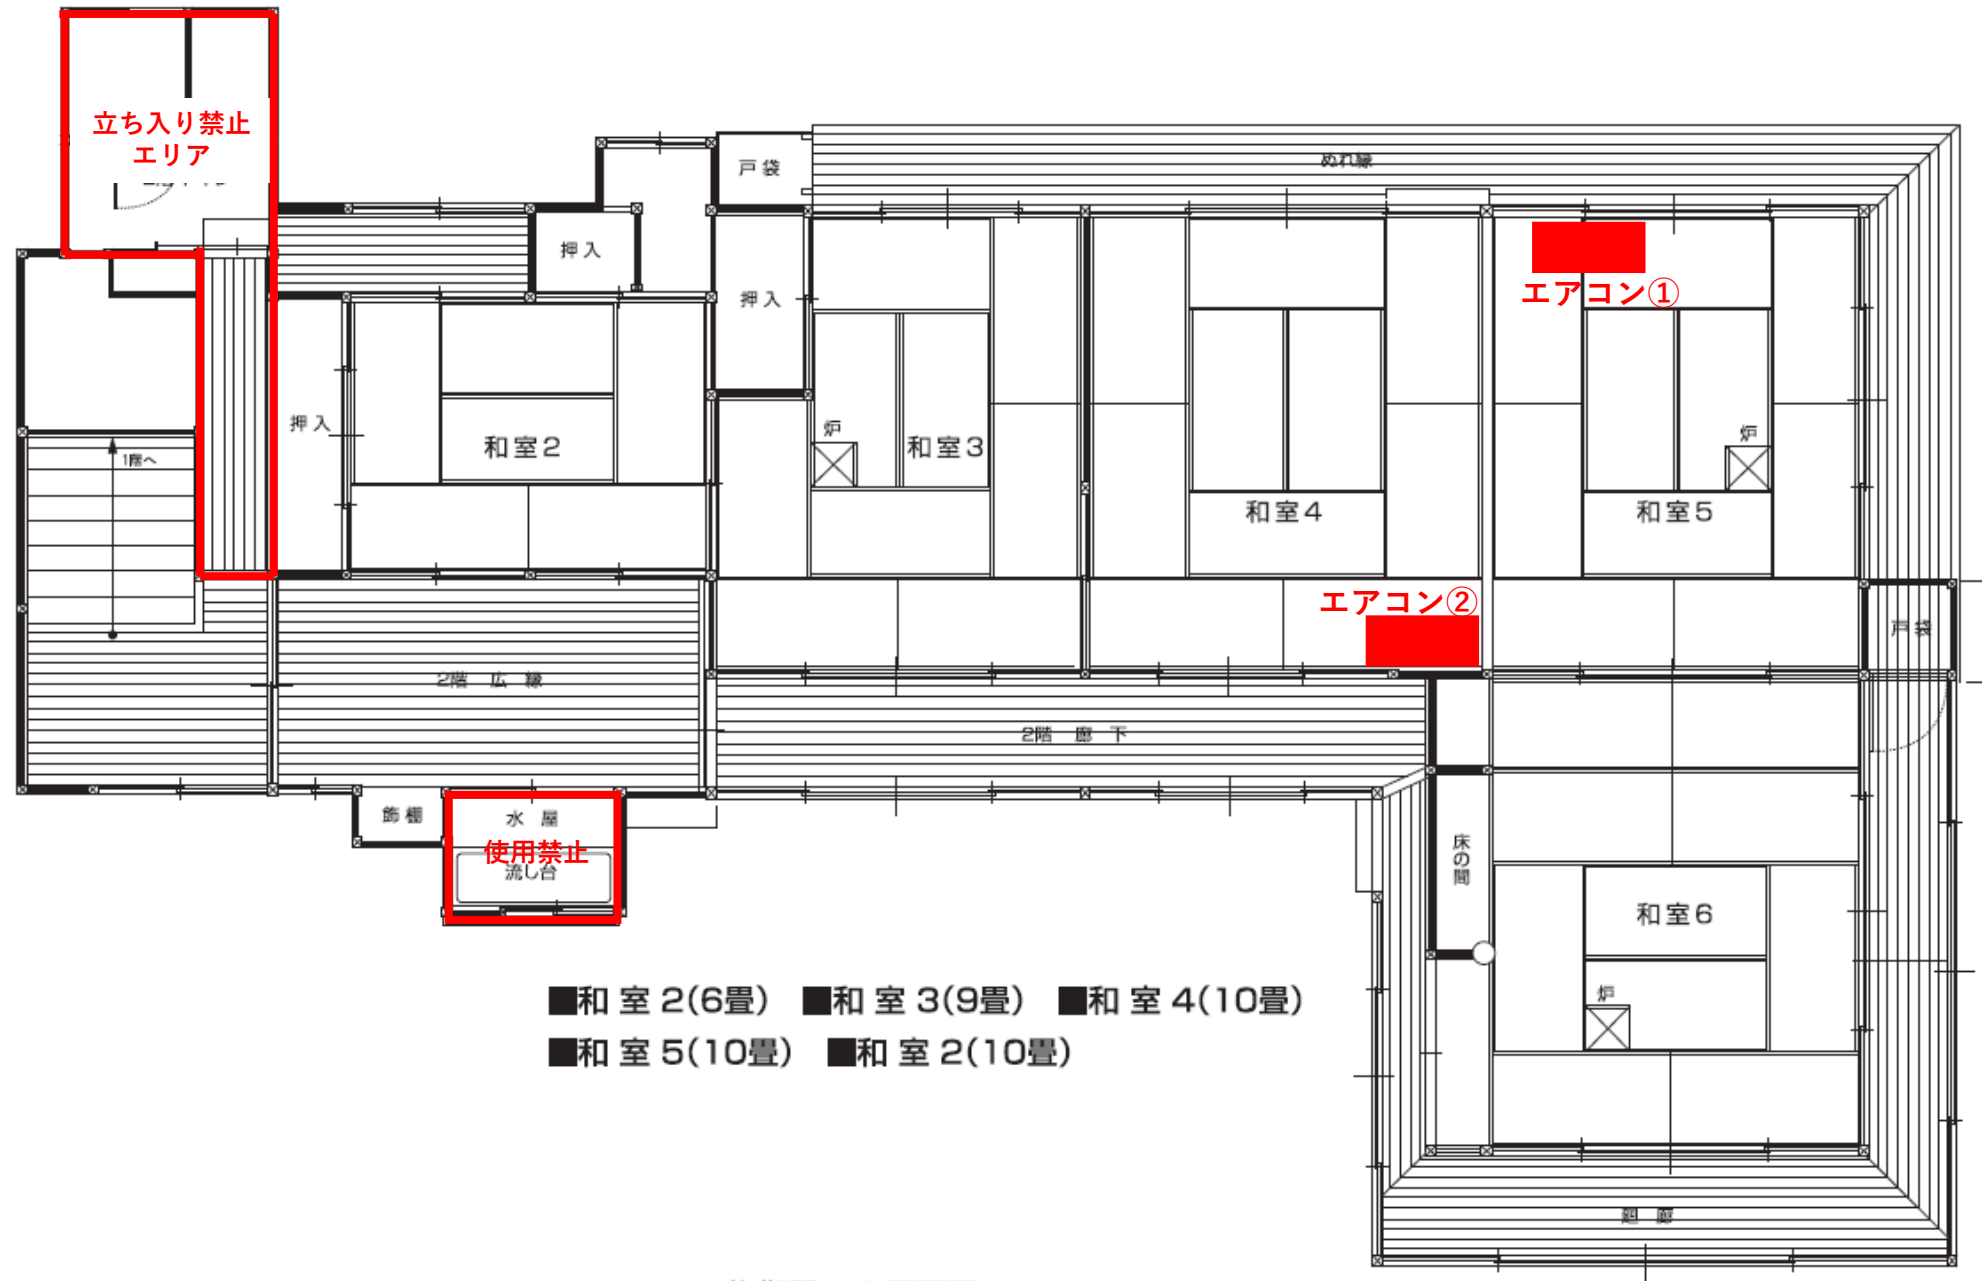 立ち入り禁止
エリア
戸袋
ぬれ縁
押入
押入
エアコン①
押入
和室2
炉
和室3
和室4
炉
和室5
1階へ
エアコン②
戸袋
2階 広縁
2階 廊下
飾棚
水屋
使用禁止
流し台
床の間
和室6
炉
■和室2(6畳) ■和室3(9畳) ■和室4(10畳)
■和室5(10畳) ■和室2(10畳)
廻廊